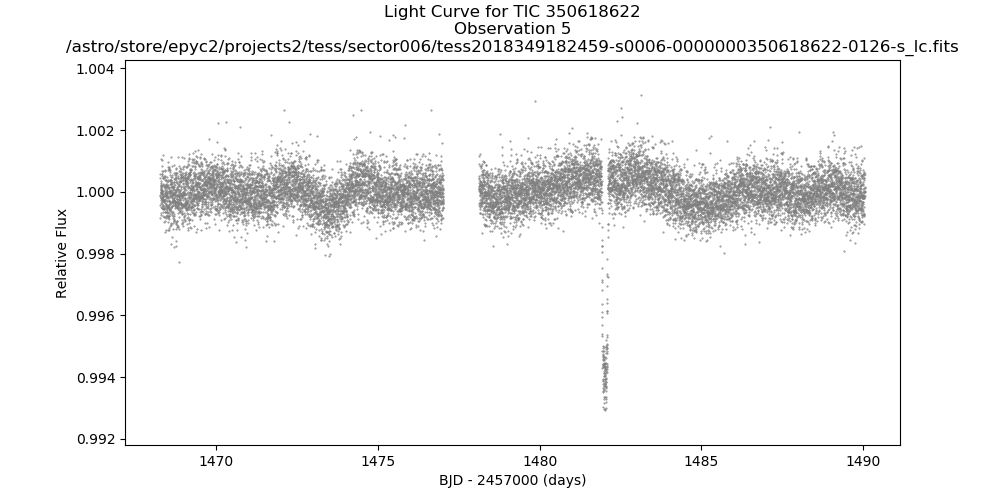 Light Curve for TIC 350618622
Observation 5
/astro/store/epyc2/projects2/tess/sector006/tess2018349182459-s0006-0000000350618622-0126-s_lc.fits
1.004
1.002
1.000
0.998
0.996
0.994
0.992
Relative Flux
1470
1475
1480
1485
1490
BJD - 2457000 (days)